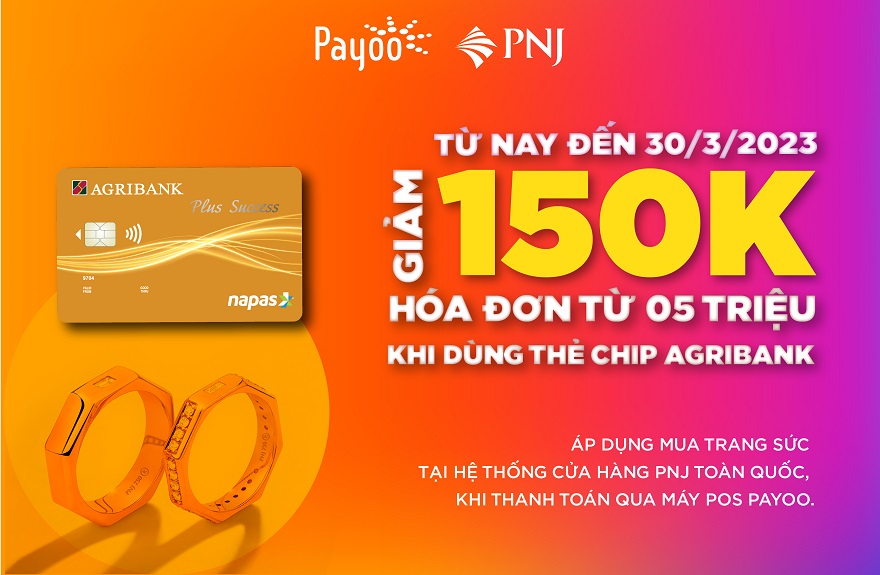 Payoo PNJ
TỪ NAY ĐẾN 30/3/2023
GIẢM
150K
HÓA ĐƠN TỪ 05 TRIỆU
KHI DÙNG THẺ CHIP AGRIBANK
AGRIBANK
Plus Success
9704
napas
ÁP DỤNG MUA TRANG SỨC
TẠI HỆ THỐNG CỬA HÀNG PNJ TOÀN QUỐC,
KHI THANH TOÁN QUA MÁY POS PAYOO.